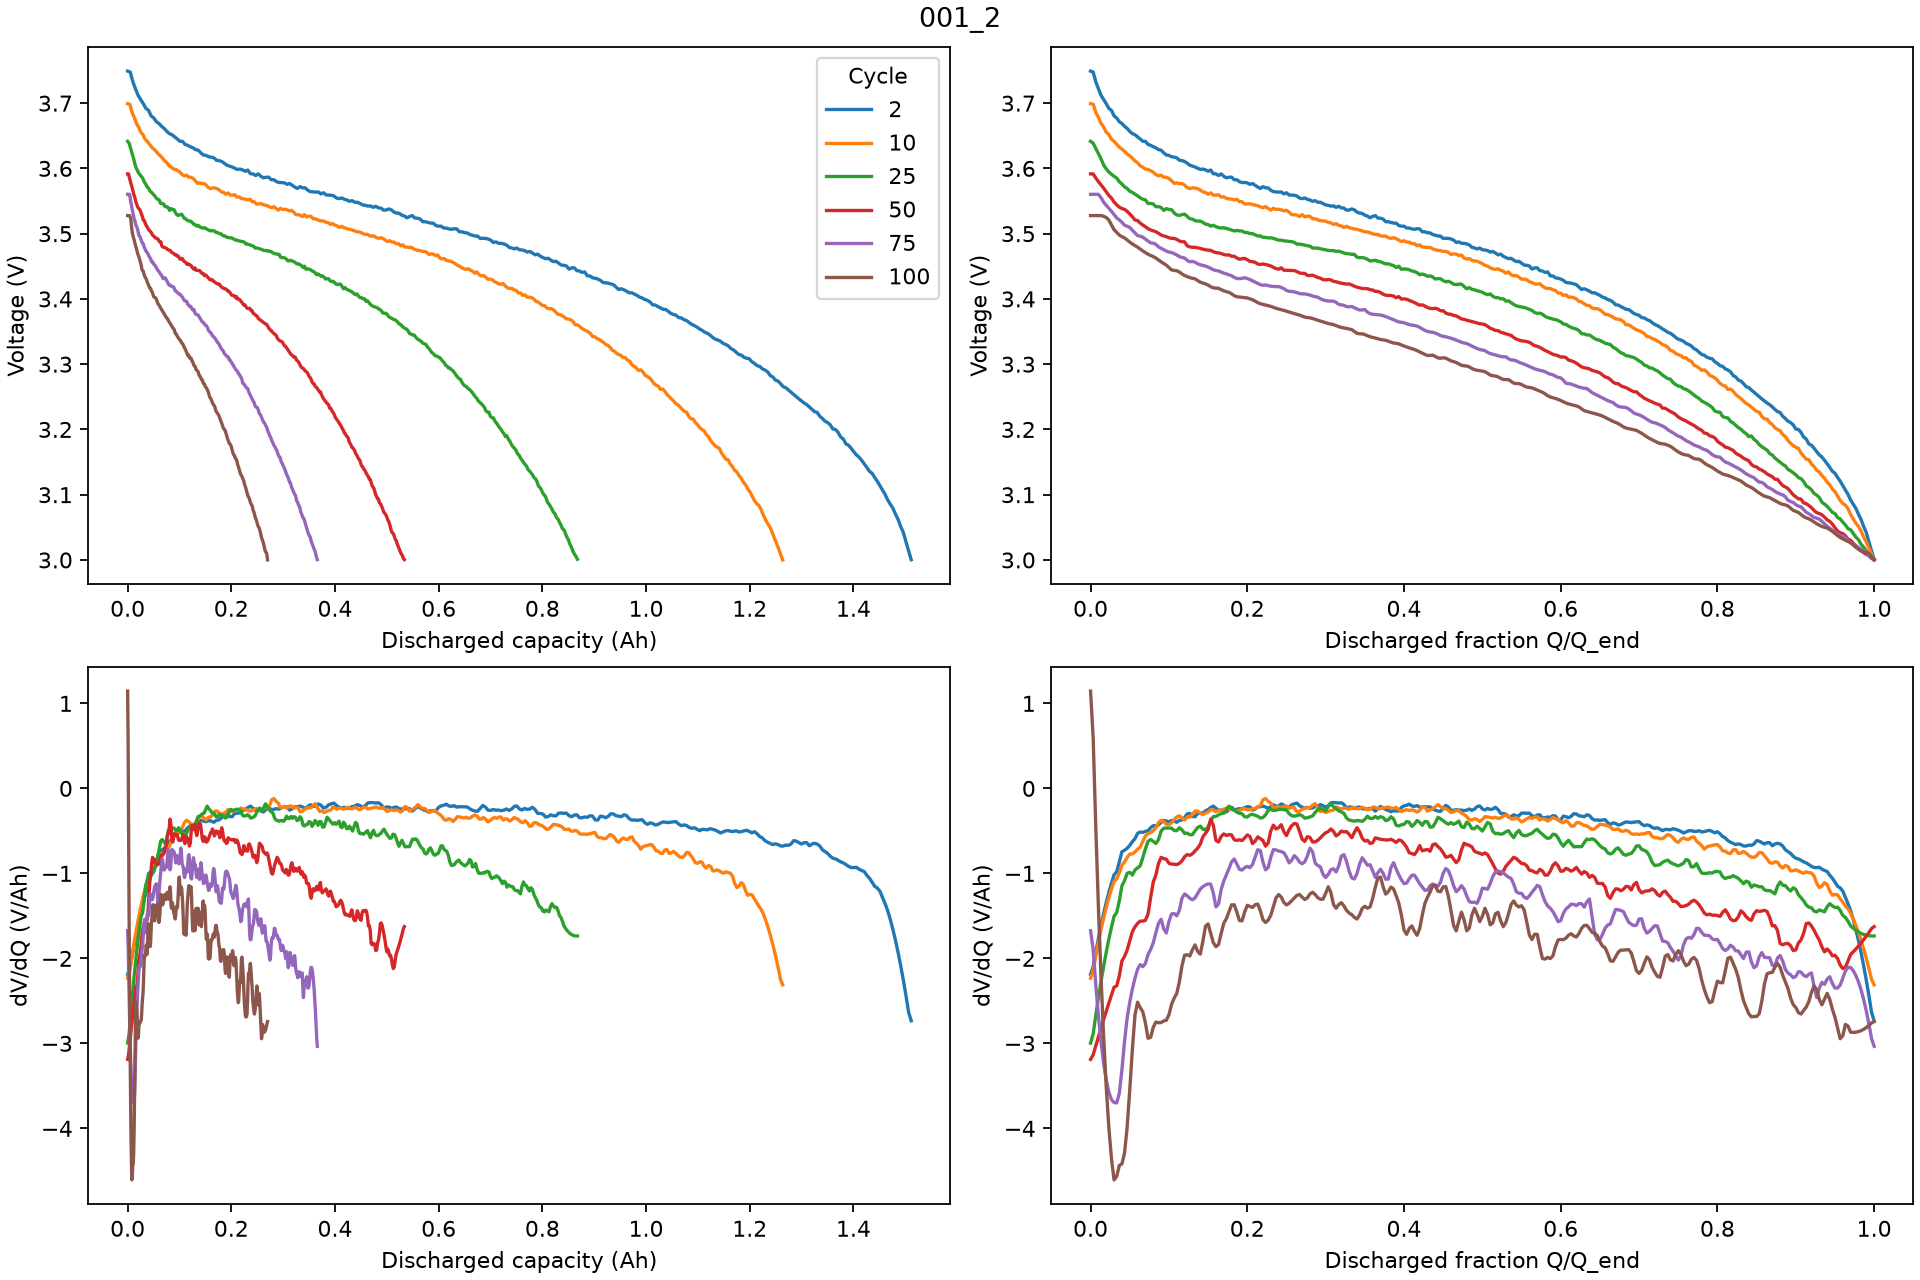 001_2
Voltage (V)
3.7
3.6
3.5
3.4
3.3
3.2
3.1
3.0
0.0 0.2 0.4 0.6 0.8 1.0 1.2 1.4
Discharged capacity (Ah)
Cycle
2
10
25
50
75
100
Voltage (V)
3.7
3.6
3.5
3.4
3.3
3.2
3.1
3.0
0.0 0.2 0.4 0.6 0.8 1.0
Discharged fraction Q/Q_end
dV/dQ (V/Ah)
1
0
−1
−2
−3
−4
0.0 0.2 0.4 0.6 0.8 1.0 1.2 1.4
Discharged capacity (Ah)
dV/dQ (V/Ah)
1
0
−1
−2
−3
−4
0.0 0.2 0.4 0.6 0.8 1.0
Discharged fraction Q/Q_end